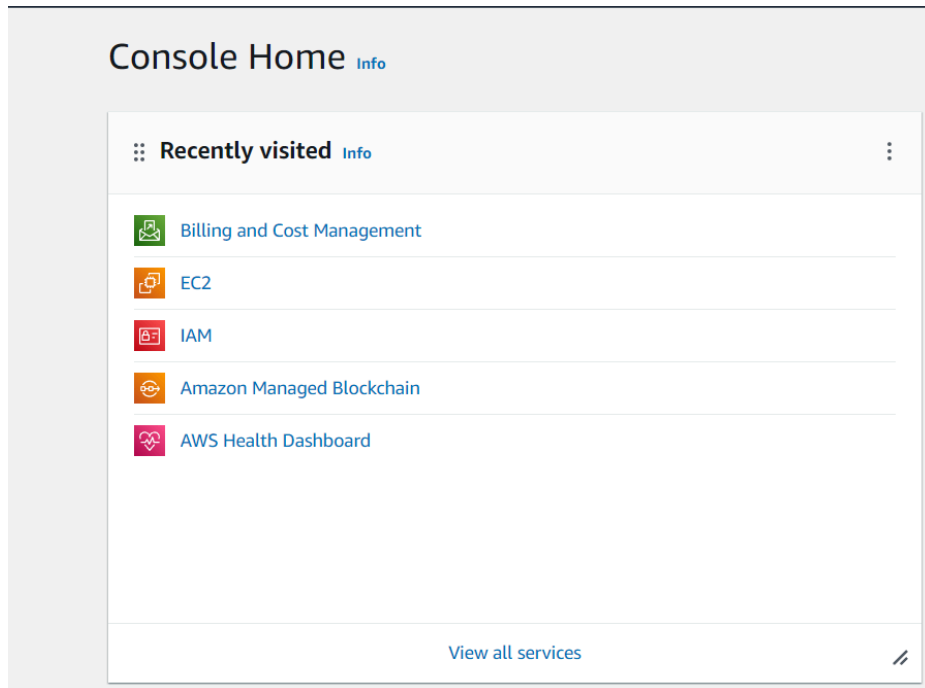 Console Home Info
Recently visited Info
Billing and Cost Management
EC2
IAM
Amazon Managed Blockchain
AWS Health Dashboard
View all services